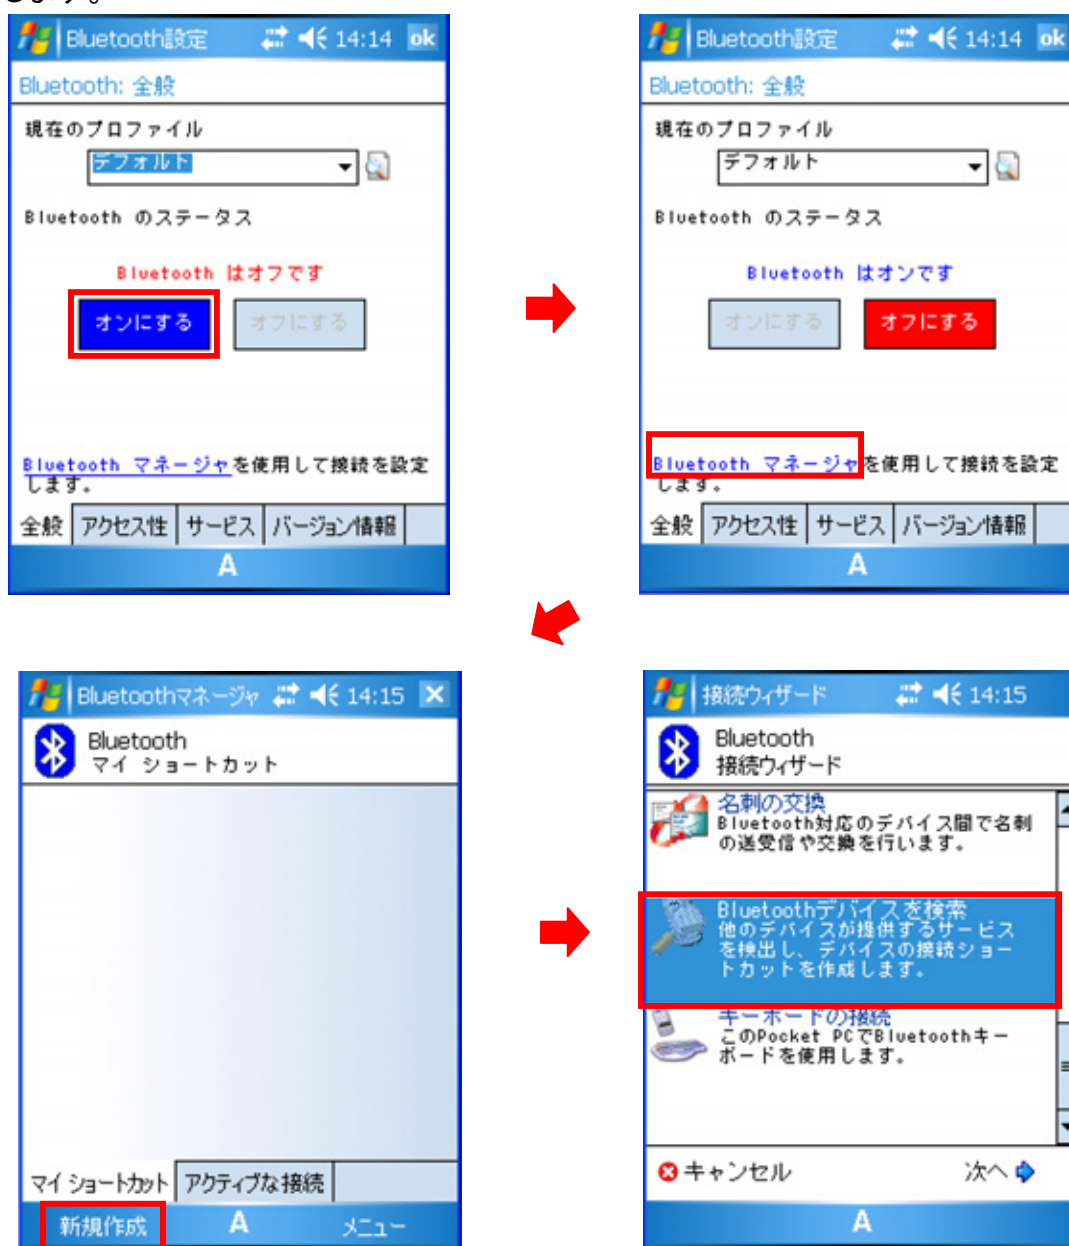 します。
Bluetooth設定 14:14 ok
Bluetooth: 全般
現在のプロファイル
デフォルト
Bluetooth のステータス
Bluetooth はオフです
オンにする オフにする
Bluetooth マネージャを使用して接続を設定
します。
全般 アクセス性 サービス バージョン情報
A
Bluetooth設定 14:14 ok
Bluetooth: 全般
現在のプロファイル
デフォルト
Bluetooth のステータス
Bluetooth はオンです
オンにする オフにする
Bluetooth マネージャを使用して接続を設定
します。
全般 アクセス性 サービス バージョン情報
A
Bluetoothマネージャ 14:15
Bluetooth
マイ ショートカット
マイ ショートカット アクティブな接続
新規作成 A メニュー
接続ウィザード 14:15
Bluetooth
接続ウィザード
名刺の交換
Bluetooth対応のデバイス間で名刺
の送受信や交換を行います。
Bluetoothデバイスを検索
他のデバイスが提供するサービス
を検出し、デバイスの接続ショー
トカットを作成します。
キーボードの接続
このPocket PCでBluetoothキー
ボードを使用します。
キャンセル 次へ
A